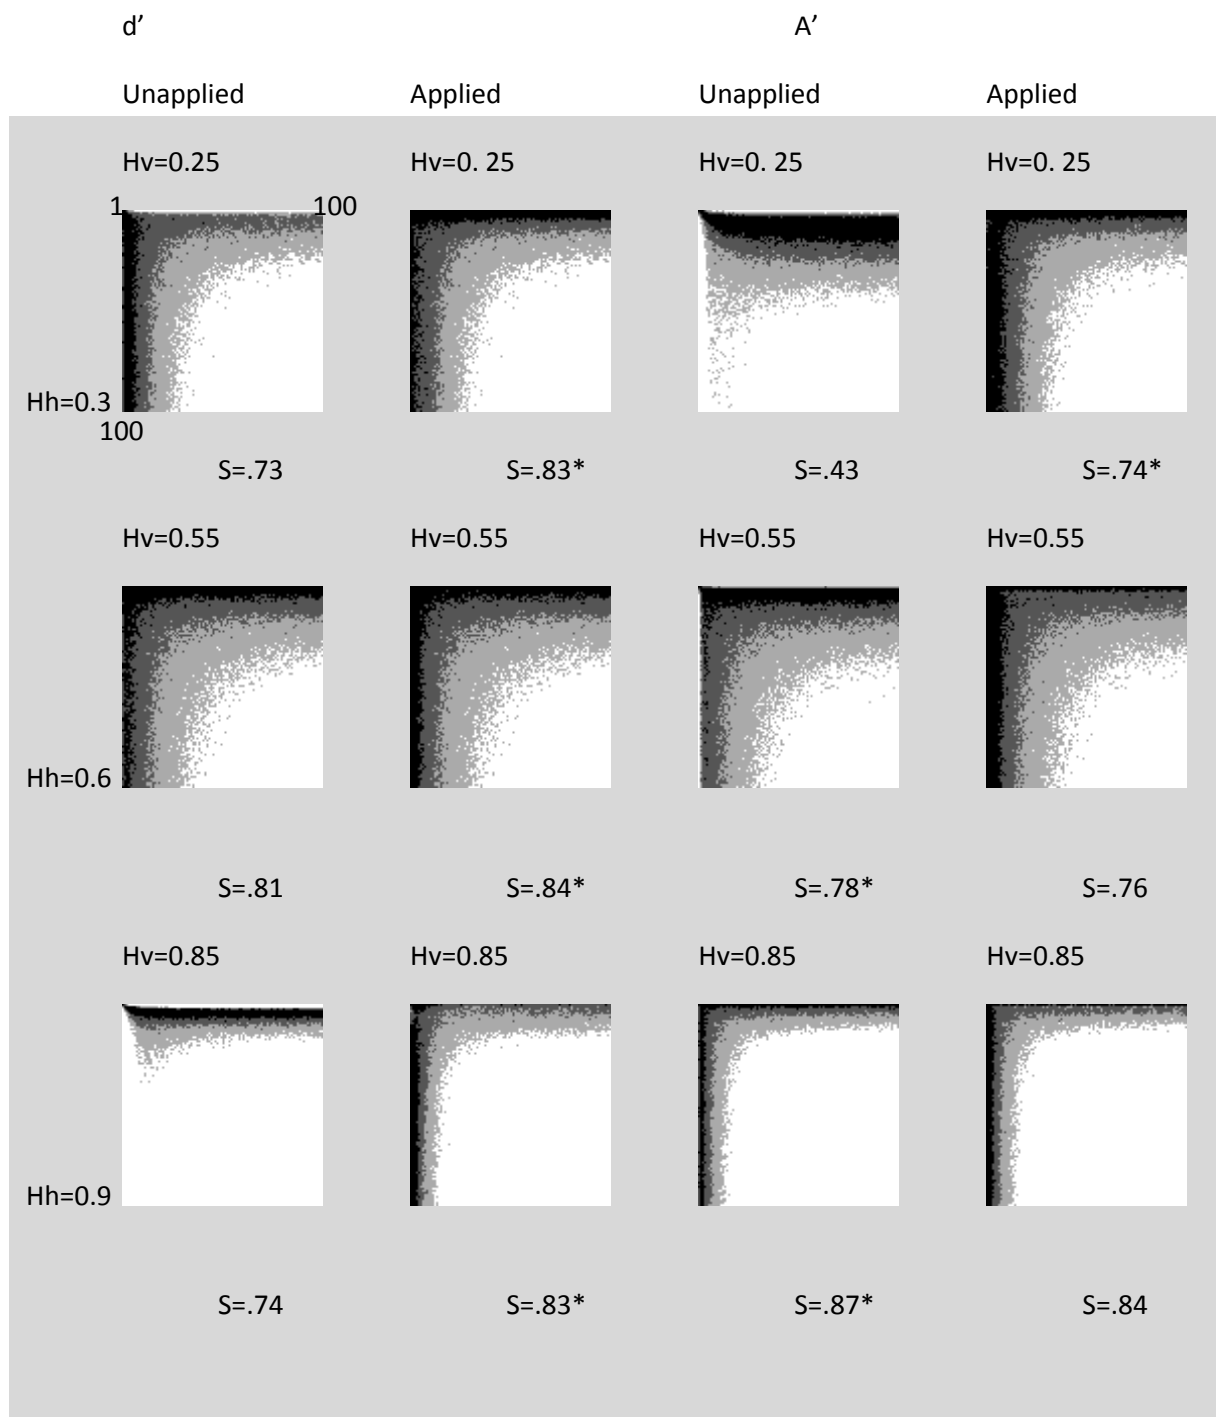 d’ A’
Unapplied Applied Unapplied Applied
Hv=0.25 Hv=0. 25 Hv=0. 25 Hv=0. 25
1 100
Hh=0.3
100
S=.73 S=.83* S=.43 S=.74*
Hv=0.55 Hv=0.55 Hv=0.55 Hv=0.55
Hh=0.6
S=.81 S=.84* S=.78* S=.76
Hv=0.85 Hv=0.85 Hv=0.85 Hv=0.85
Hh=0.9
S=.74 S=.83* S=.87* S=.84